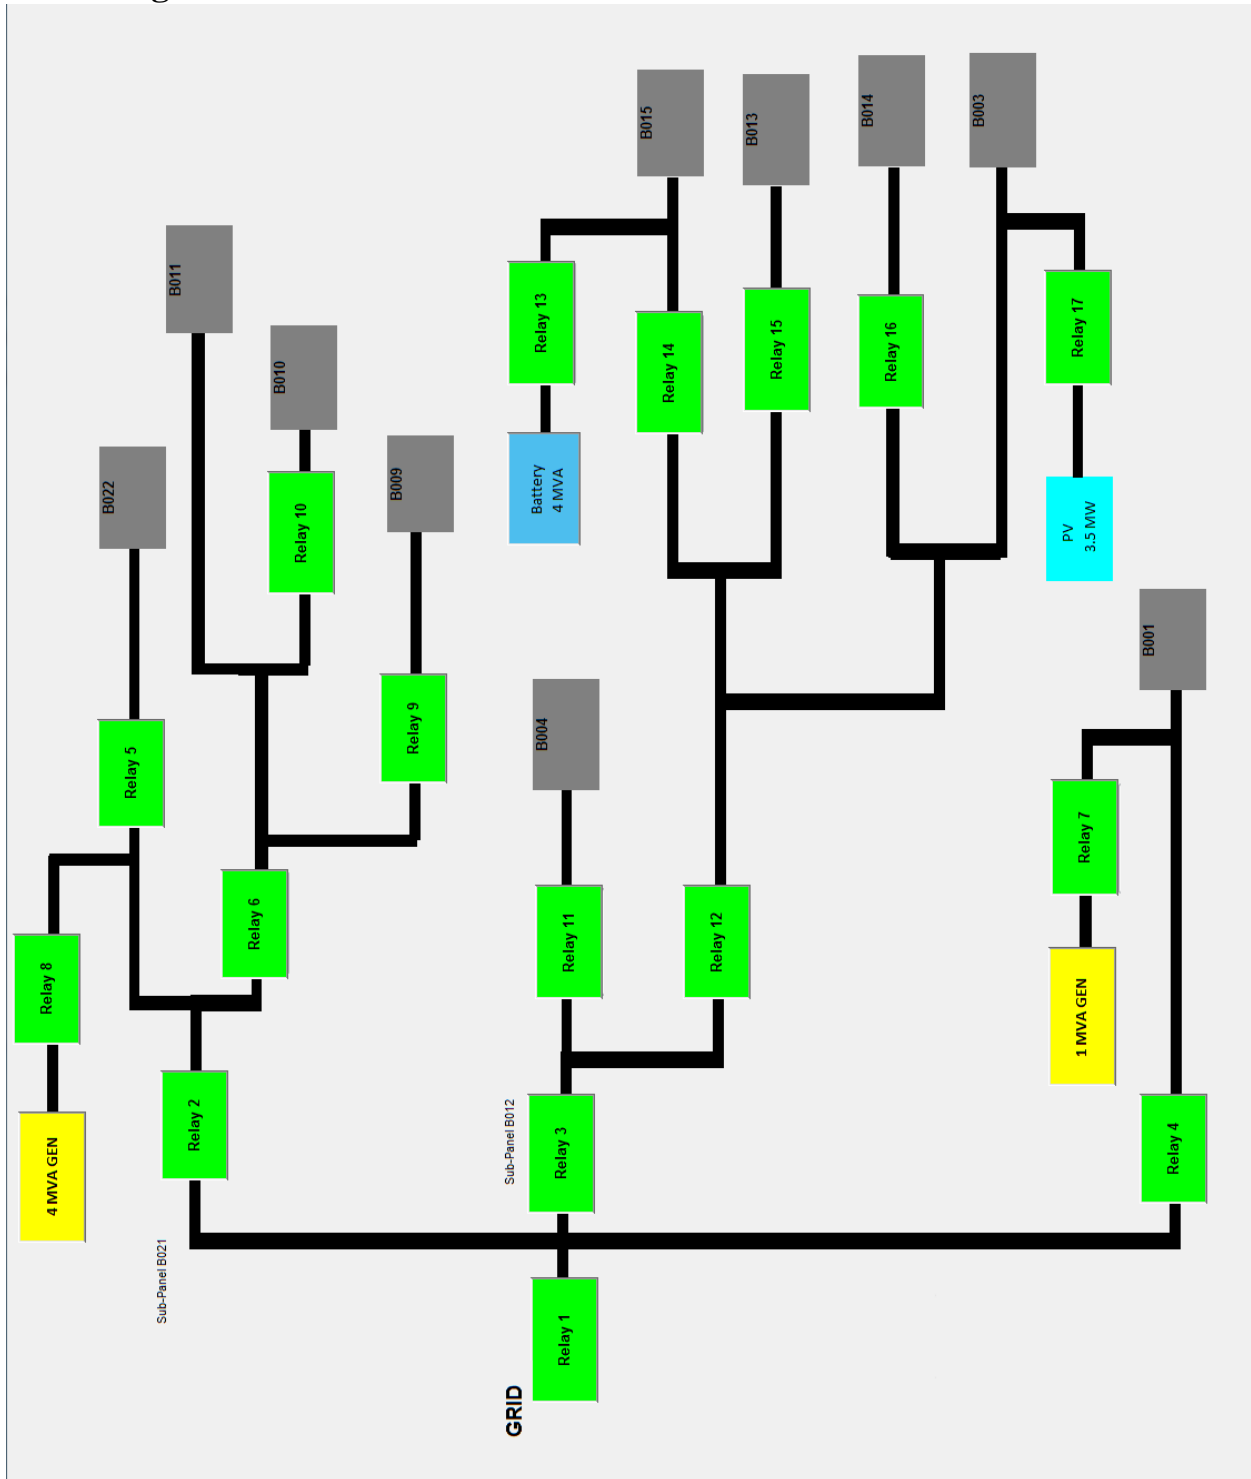 B015
B013
B014
B003
B011
B010
B022
B009
Relay 13
Relay 14
Relay 15
Relay 16
Relay 17
Battery
4 MVA
Relay 10
PV
3.5 MW
B001
B004
Relay 5
Relay 9
Relay 7
Relay 6
Relay 11
Relay 12
Relay 8
1 MVA GEN
4 MVA GEN
Relay 2
Sub-Panel B012
Relay 3
Relay 4
Sub-Panel B021
Relay 1
GRID